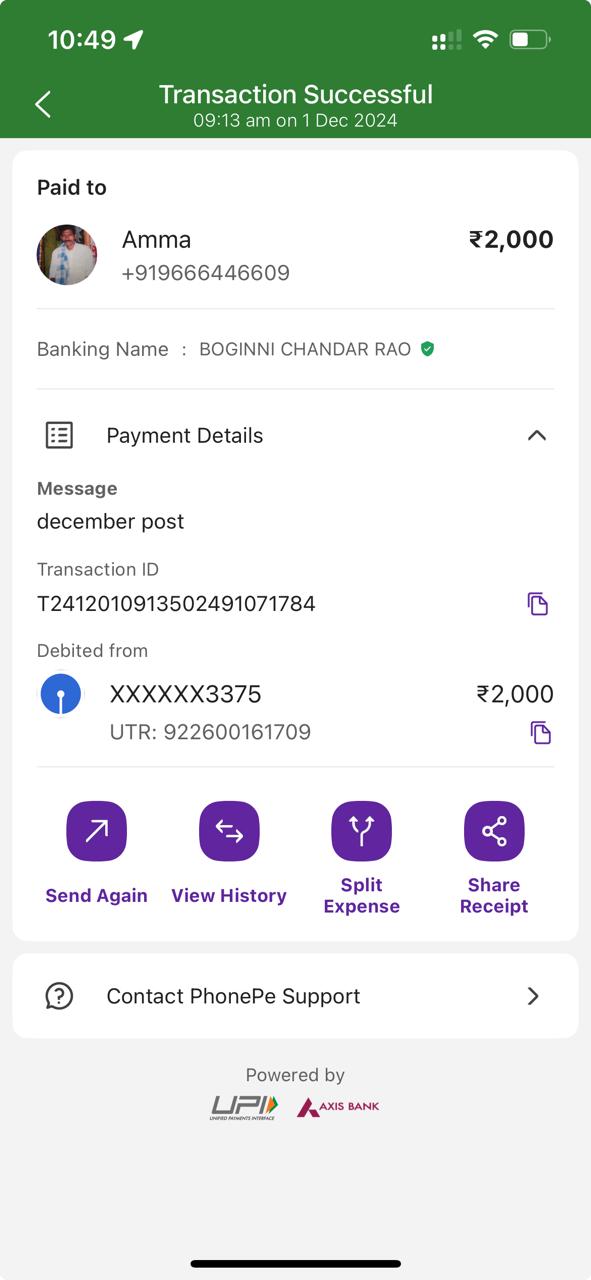 10:49
Transaction Successful
09:13 am on 1 Dec 2024
Paid to
Amma
₹2,000
+919666446609
Banking Name : BOGINNI CHANDAR RAO
Payment Details
Message
december post
Transaction ID
T2412010913502491071784
Debited from
XXXXXX3375
₹2,000
UTR: 922600161709
Send Again
View History
Split
Expense
Share
Receipt
Contact PhonePe Support
Powered by
UPI
UNIFIED PAYMENTS INTERFACE
AXIS BANK